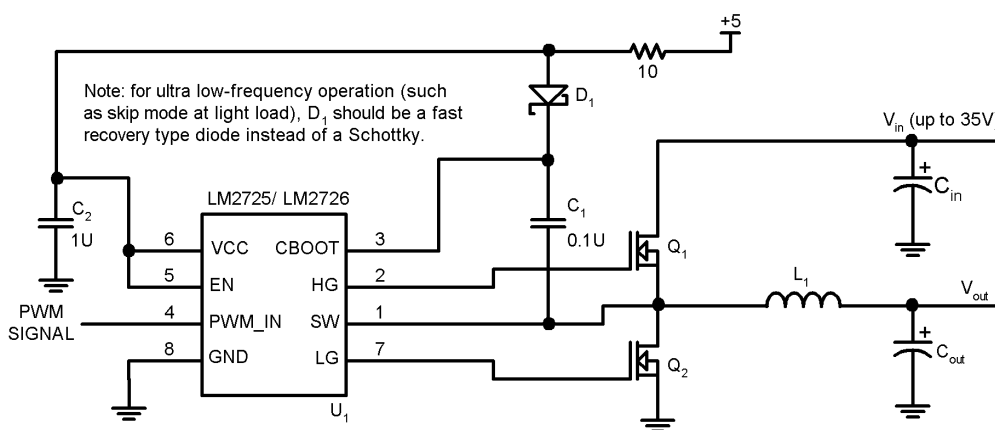 +5
10
Note: for ultra low-frequency operation (such
as skip mode at light load), D1 should be a fast
recovery type diode instead of a Schottky.
D1
Vin (up to 35V)
+
Cin
LM2725/ LM2726
C2
1U
C1
0.1U
6 VCC CBOOT 3
Q1
5 EN HG 2
L1
Vout
PWM
SIGNAL
4 PWM_IN SW 1
+
Cout
8 GND LG 7
Q2
U1